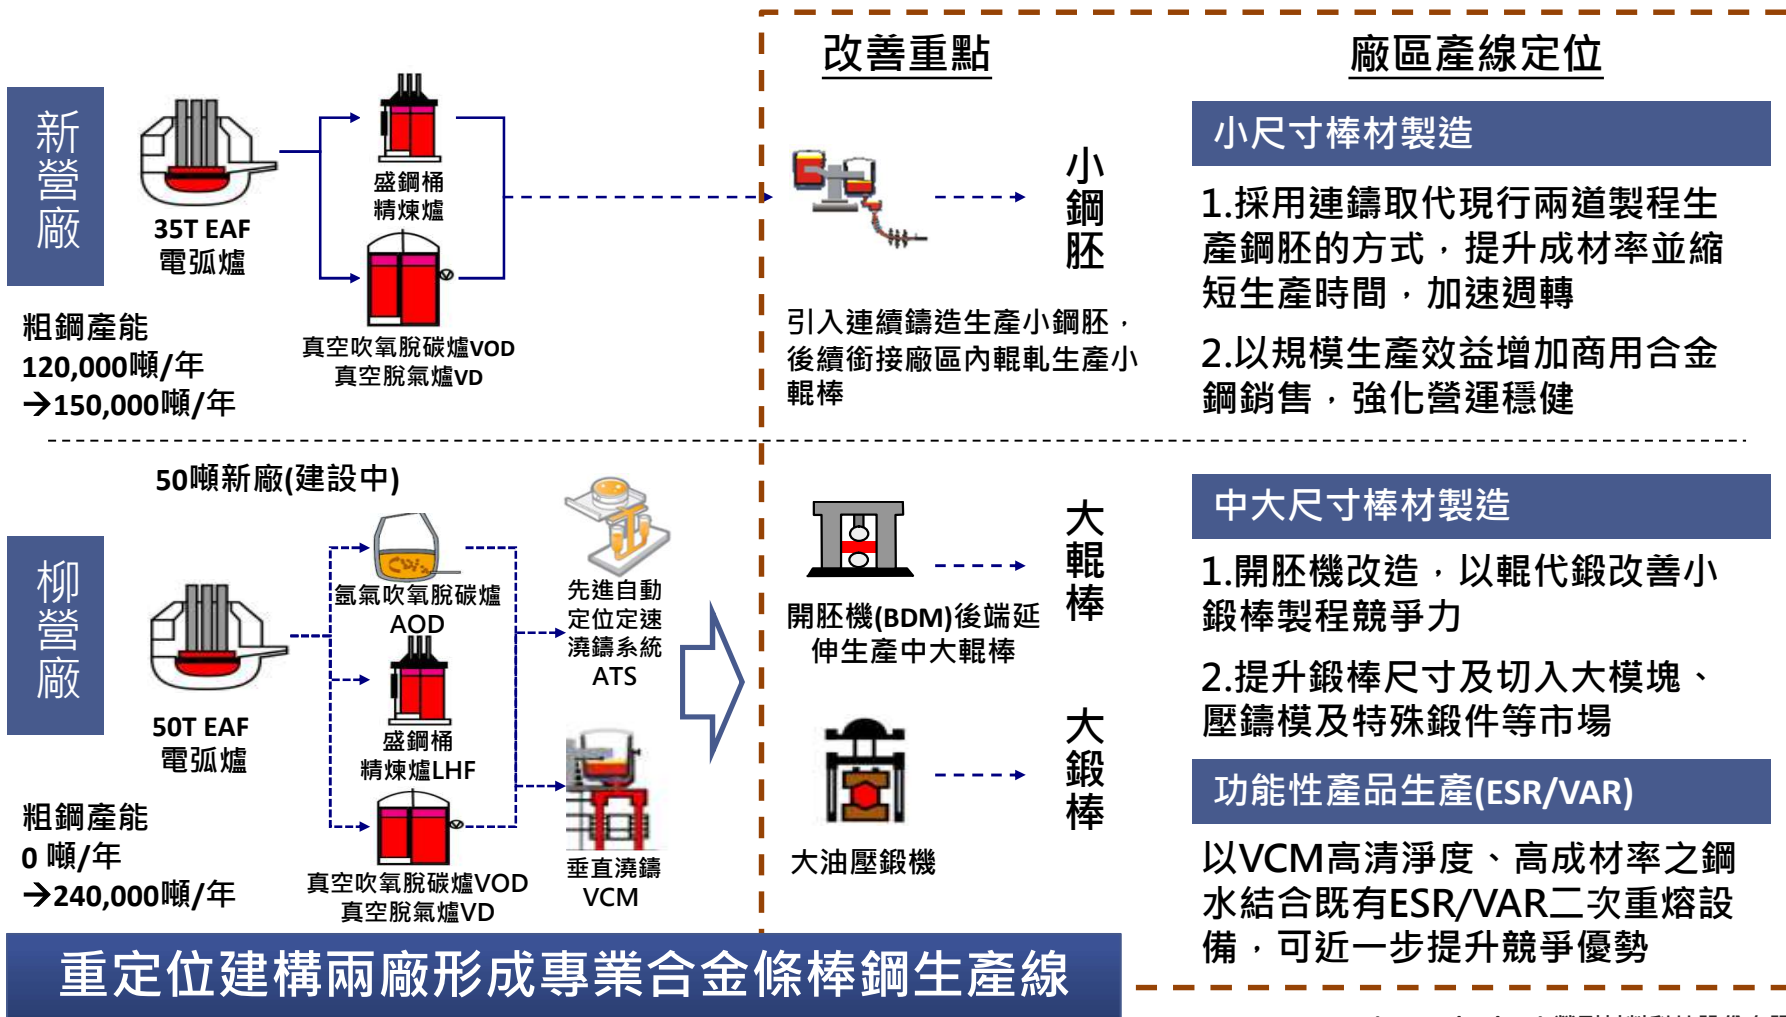 改善重點
廠區產線定位
新營廠
35T EAF
電弧爐
盛鋼桶
精煉爐
真空吹氧脫碳爐VOD
真空脫氣爐VD
粗鋼產能
120,000噸/年
→150,000噸/年
小鋼胚
引入連續鑄造生產小鋼胚，
後續銜接廠區內輥軋生產小
輥棒
小尺寸棒材製造
1.採用連鑄取代現行兩道製程生
產鋼胚的方式，提升成材率並縮
短生產時間，加速週轉
2.以規模生產效益增加商用合金
鋼銷售，強化營運穩健
50噸新廠(建設中)
柳營廠
50T EAF
電弧爐
氬氣吹氧脫碳爐
AOD
盛鋼桶
精煉爐LHF
真空吹氧脫碳爐VOD
真空脫氣爐VD
先進自動
定位定速
澆鑄系統
ATS
垂直澆鑄
VCM
粗鋼產能
0 噸/年
→240,000噸/年
大輥棒
開胚機(BDM)後端延
伸生產中大輥棒
大鍛棒
大油壓鍛機
中大尺寸棒材製造
1.開胚機改造，以輥代鍛改善小
鍛棒製程競爭力
2.提升鍛棒尺寸及切入大模塊、
壓鑄模及特殊鍛件等市場
功能性產品生產(ESR/VAR)
以VCM高清淨度、高成材率之鋼
水結合既有ESR/VAR二次重熔設
備，可近一步提升競爭優勢
重定位建構兩廠形成專業合金條棒鋼生產線